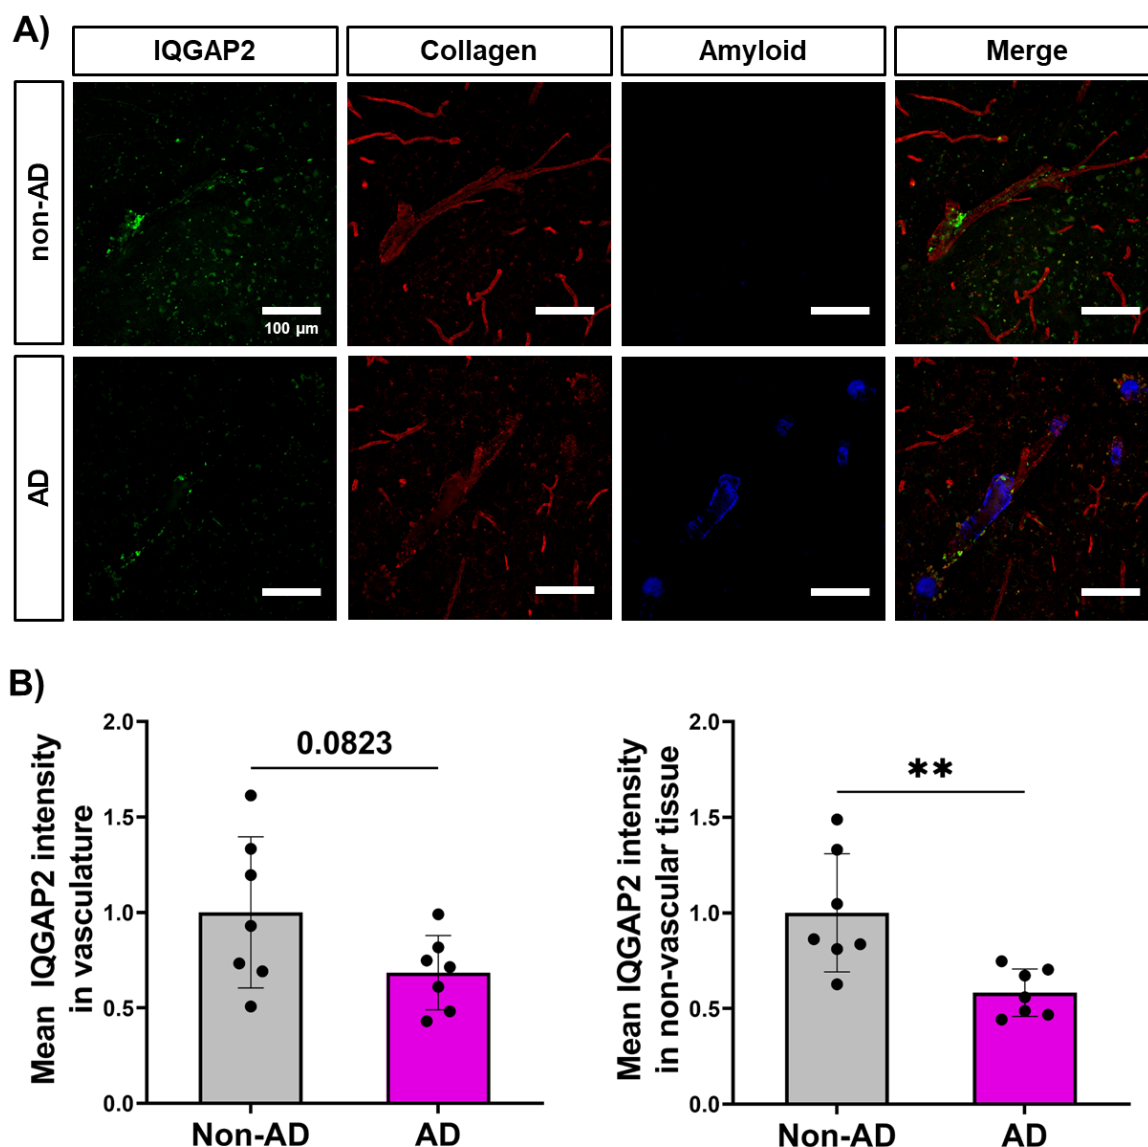 A)
IQGAP2
Collagen
Amyloid
Merge
non-AD
100 µm
AD
B)
Mean IQGAP2 intensity
in vasculature
2.0
1.5
1.0
0.5
0.0
0.0823
Non-AD
AD
Mean IQGAP2 intensity
in non-vascular tissue
2.0
1.5
1.0
0.5
0.0
**
Non-AD
AD